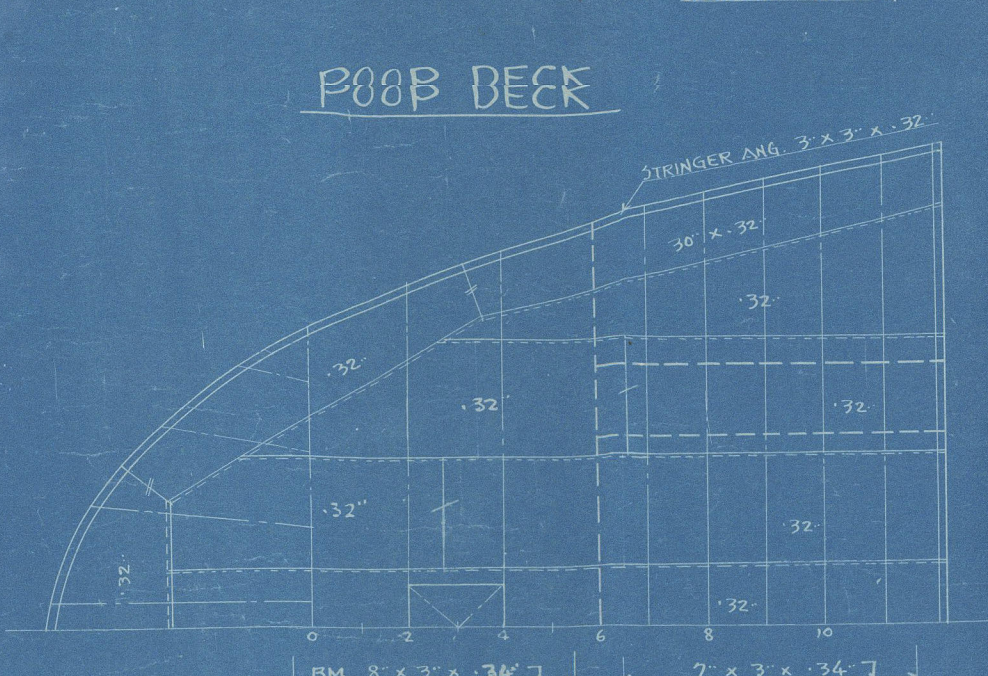 POOP DECK
STRINGER ANG. 3" x 3" x .32"
30" x .32"
.32"
.32"
.32"
.32"
.32"
.32"
.32"
.32"
0 2 4 6 8 10
BM 8" x 3" x .34" ]
7" x 3" x .34" ]